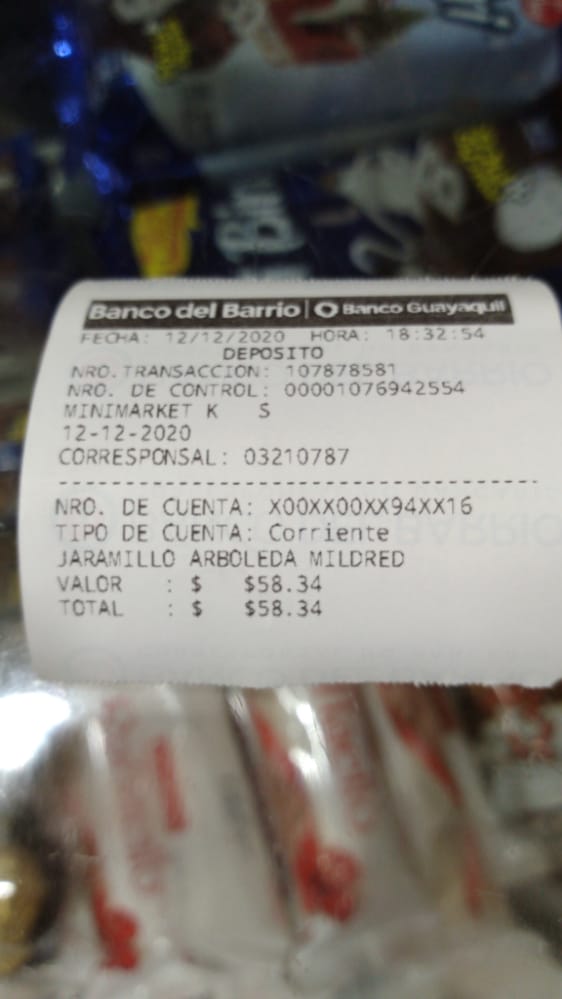 Banco del Barrio | Banco Guayaquil
FECHA: 12/12/2020 HORA: 18:32:54
DEPOSITO
NRO.TRANSACCION: 107878581
NRO. DE CONTROL: 00001076942554
MINIMARKET K S
12-12-2020
CORRESPONSAL: 03210787
NRO. DE CUENTA: X00XX00XX94XX16
TIPO DE CUENTA: Corriente
JARAMILLO ARBOLEDA MILDRED
VALOR : $ $58.34
TOTAL : $ $58.34